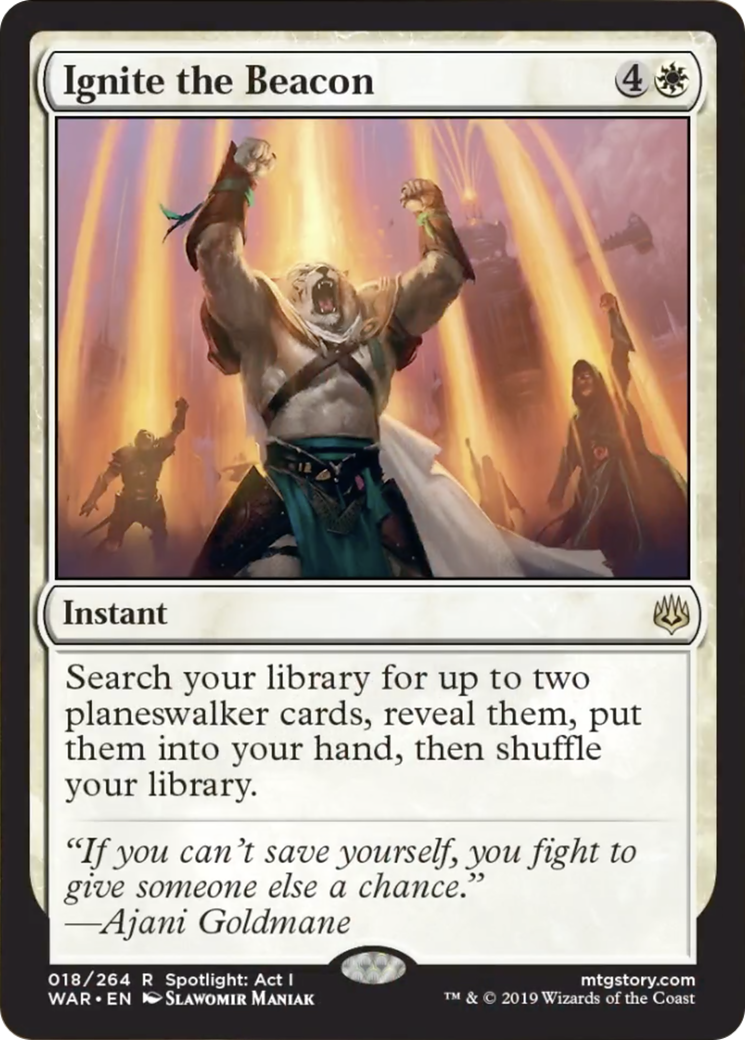 Ignite the Beacon 4
Instant
Search your library for up to two
planeswalker cards, reveal them, put
them into your hand, then shuffle
your library.
“If you can’t save yourself, you fight to
give someone else a chance.”
—Ajani Goldmane
018/264 R Spotlight: Act I
mtgstory.com
WAR • EN Slawomir Maniak
™ & © 2019 Wizards of the Coast